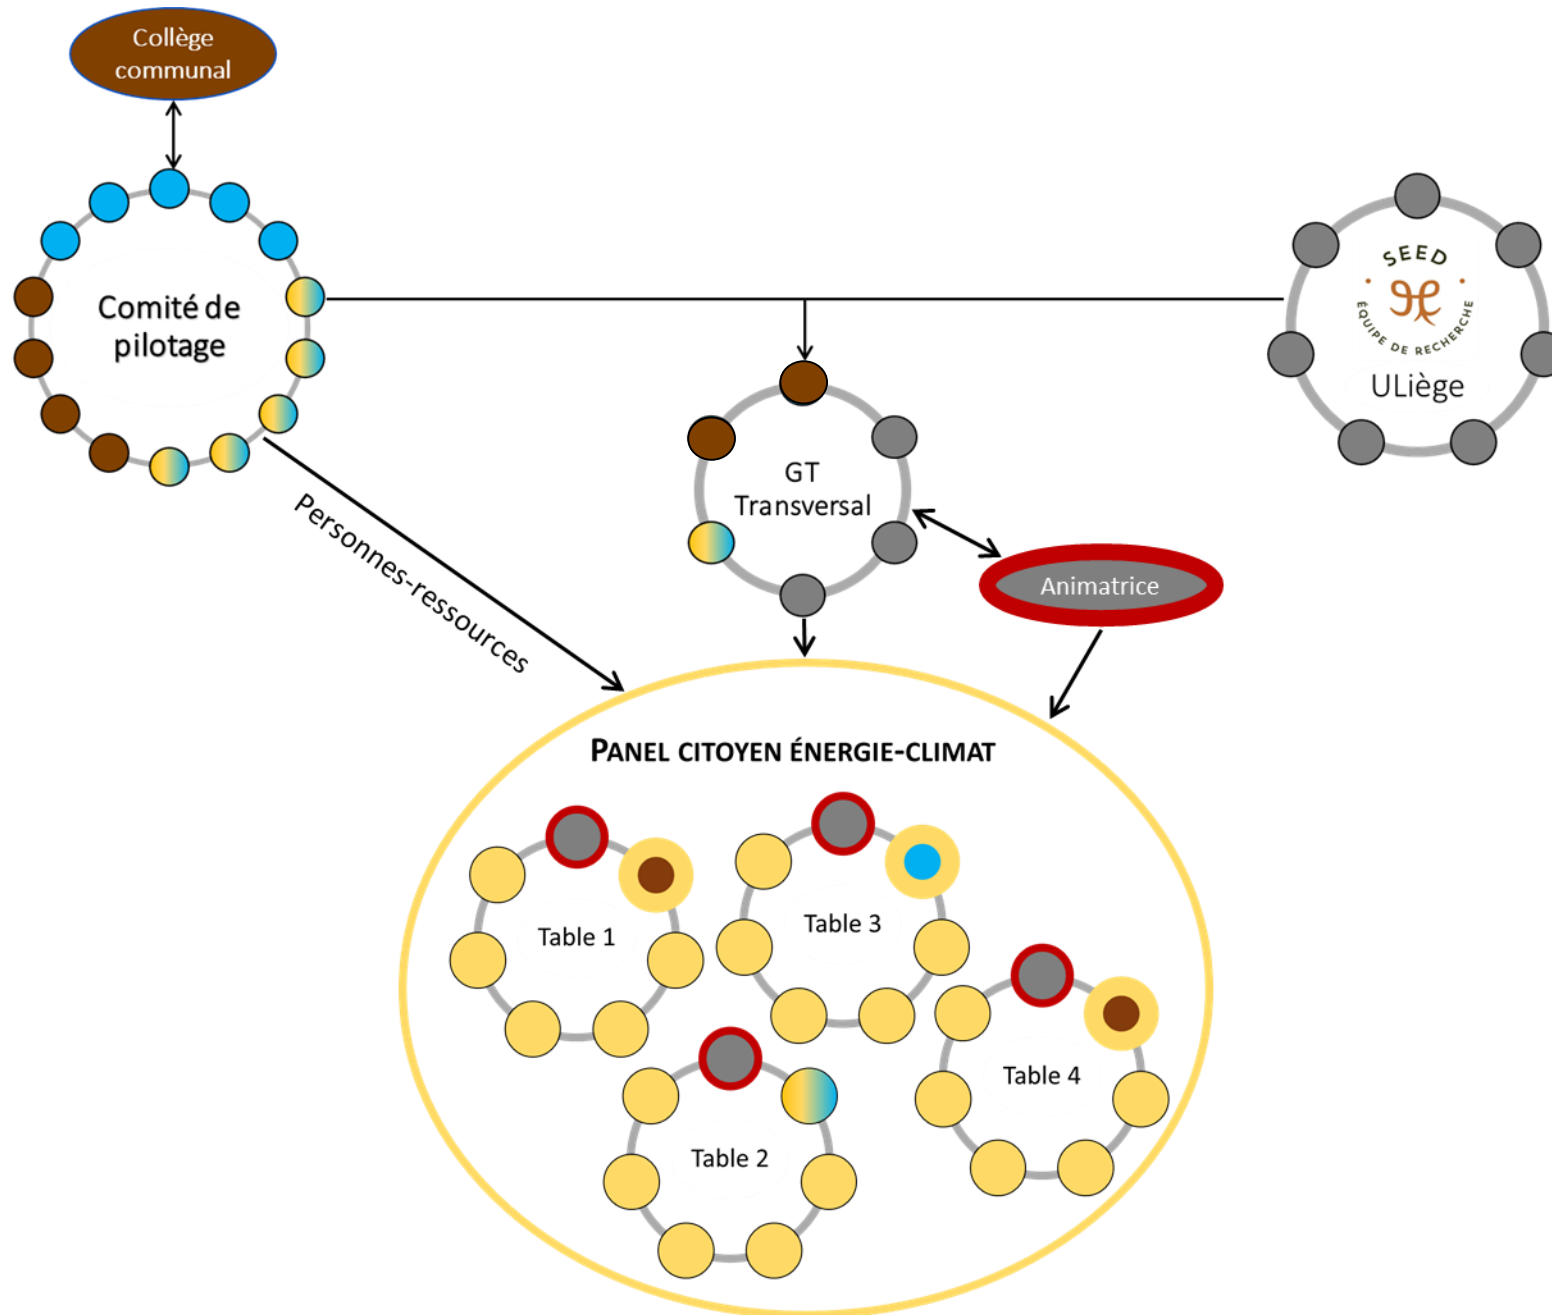 Collège
communal
Comité de
pilotage
SEED
ÉQUIPE DE RECHERCHE
ULiège
GT
Transversal
Personnes-ressources
Animatrice
PANEL CITOYEN ÉNERGIE-CLIMAT
Table 1
Table 3
Table 4
Table 2